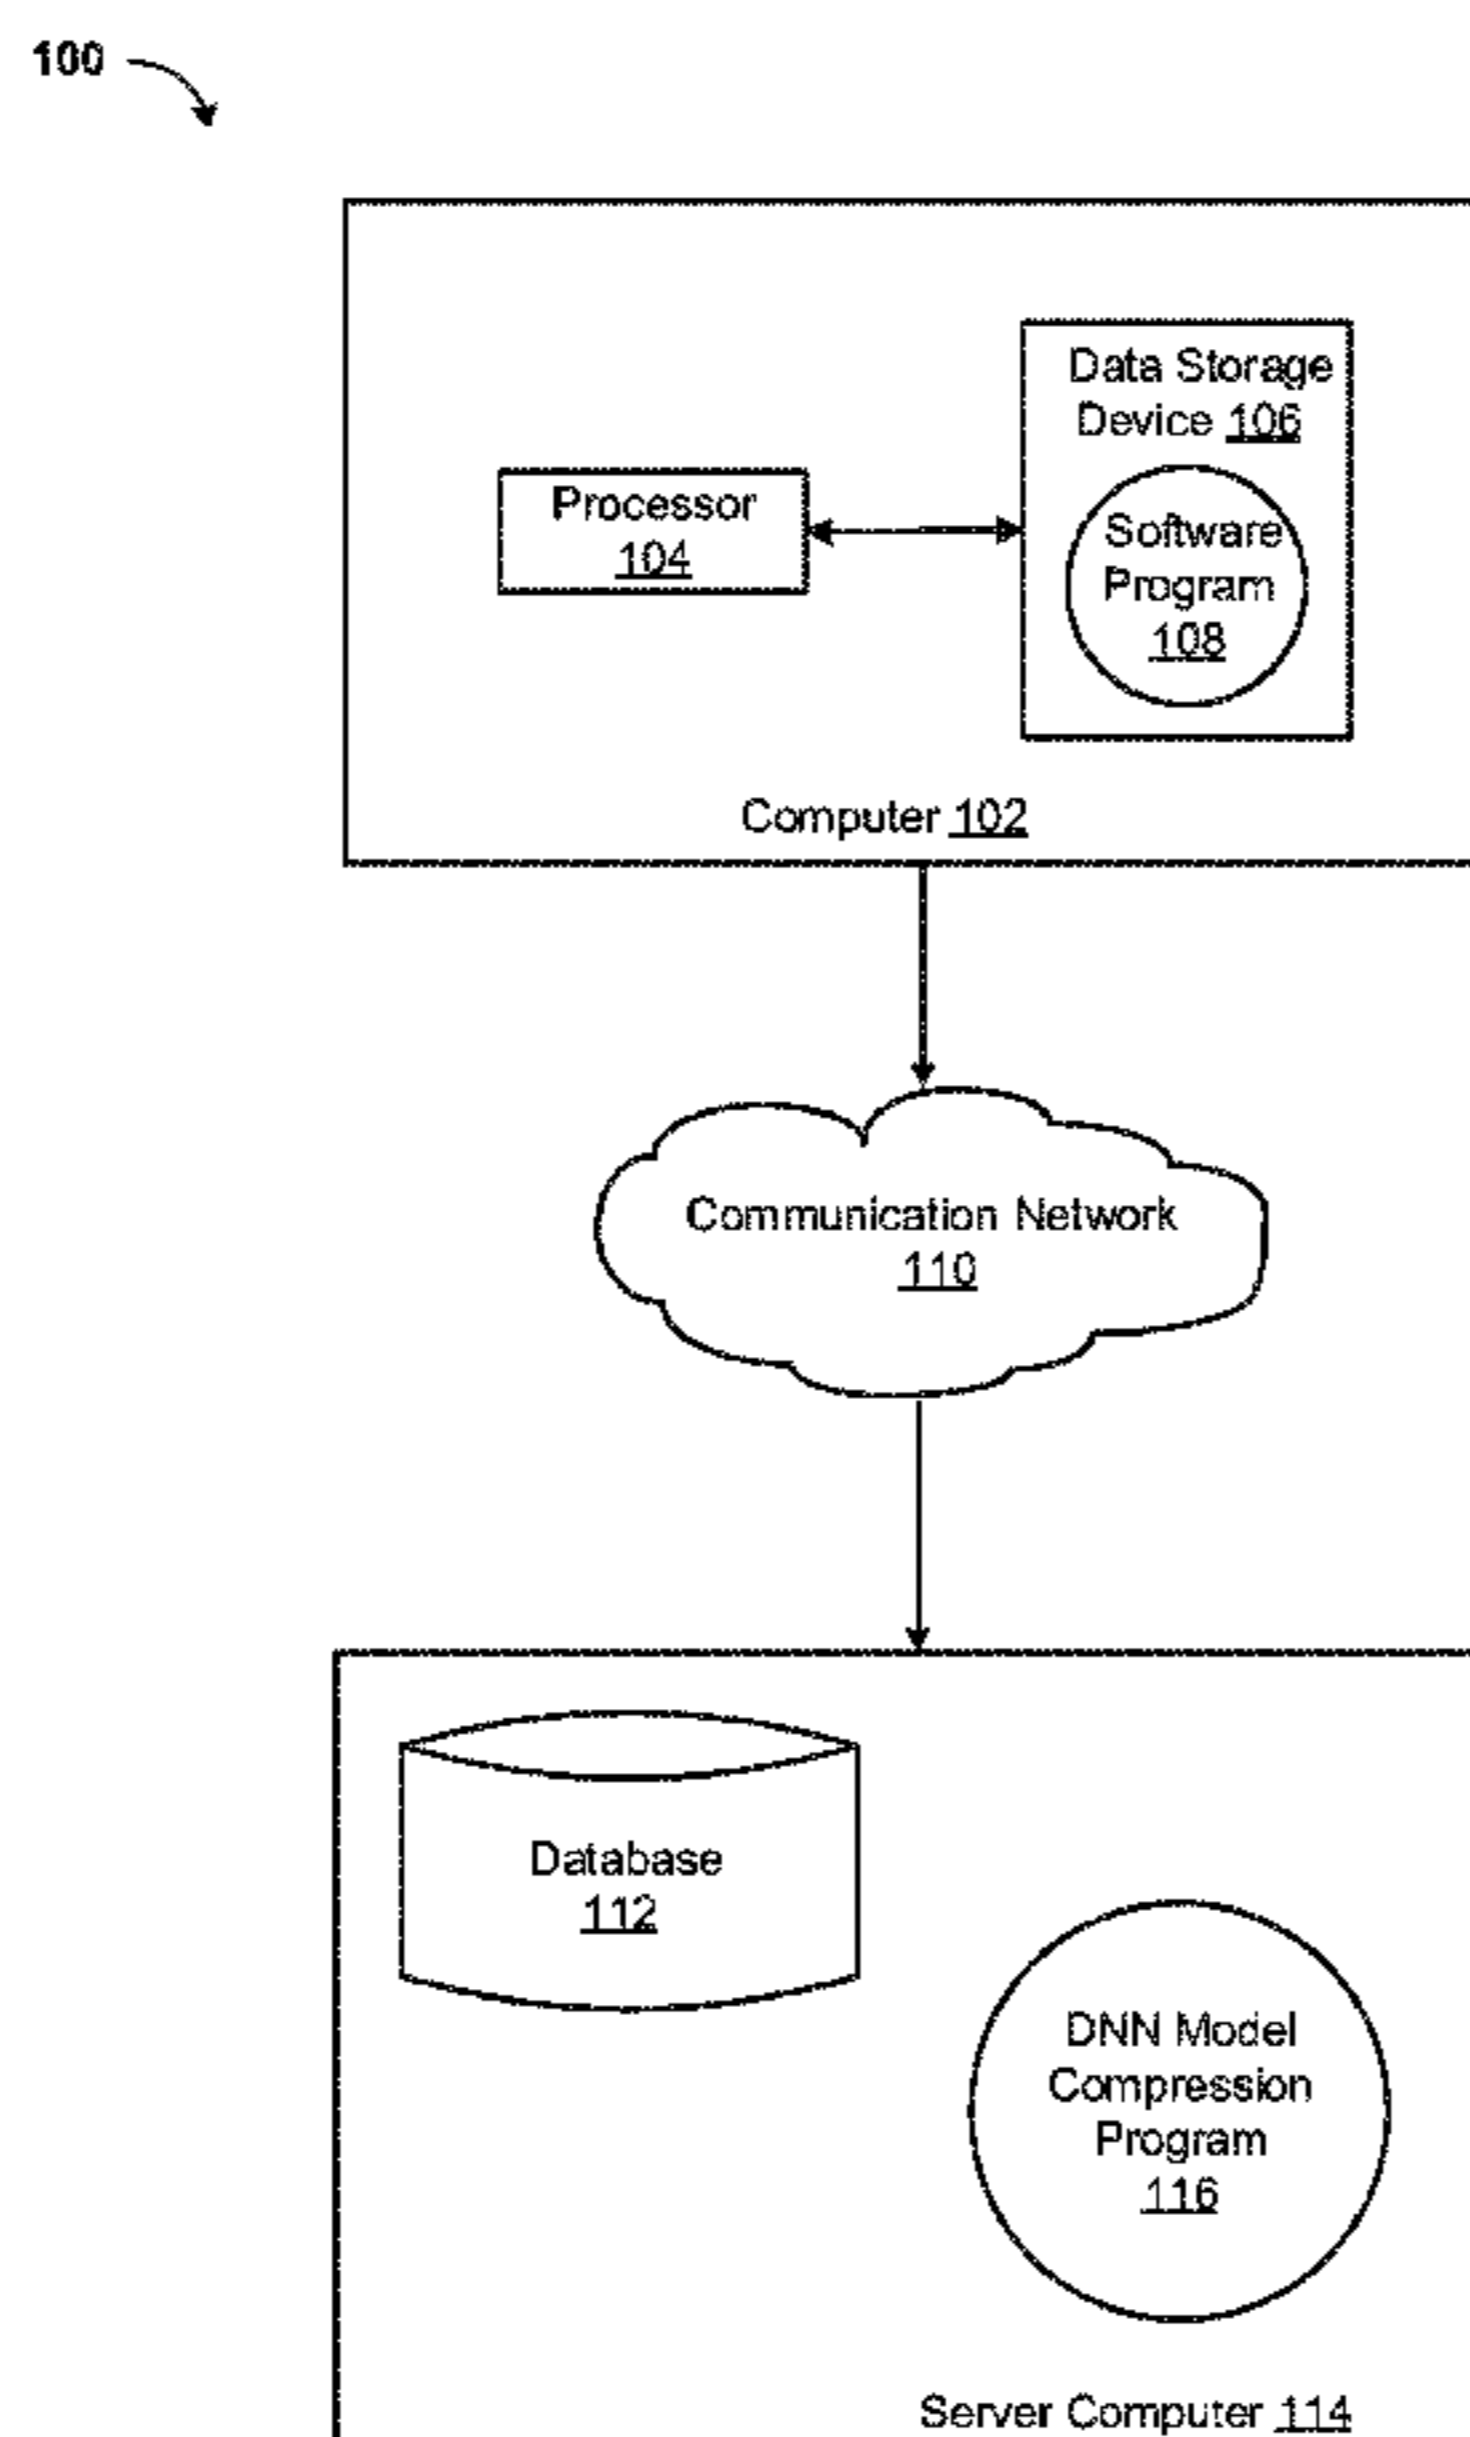 100
Data Storage
Device 106
Processor
104
Software
Program
108
Computer 102
Communication Network
110
Database
112
DNN Model
Compression
Program
116
Server Computer 114